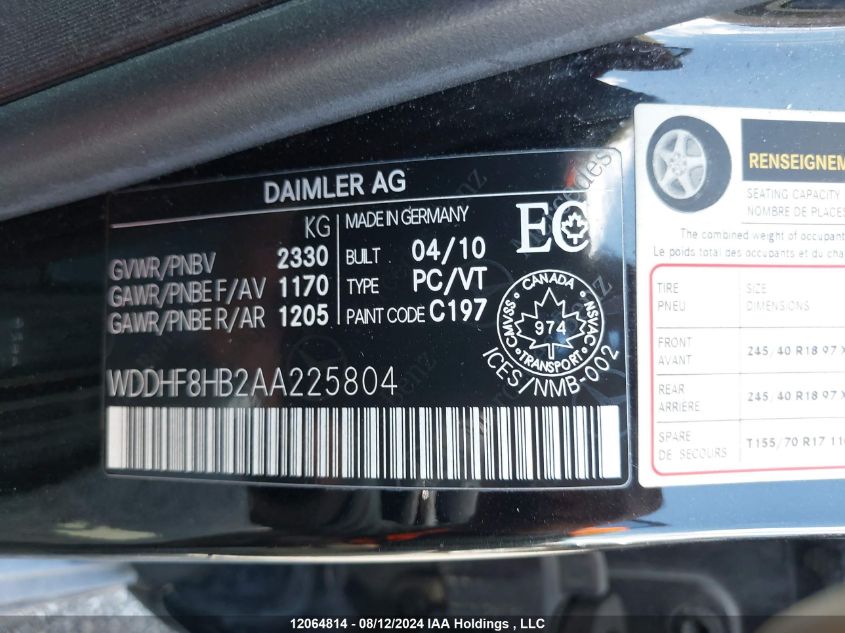 DAIMLER AG
KG
GVWR/PNBV 2330
GAWR/PNBE F/AV 1170
GAWR/PNBE R/AR 1205
MADE IN GERMANY
BUILT 04/10
TYPE PC/VT
PAINT CODE C197
EC
CANADA
CMVSS NSVAC
974
TRANSPORT
ICES/NMB-002
WDDHF8HB2AA225804
RENSEIGNEM
SEATING CAPACITY
NOMBRE DE PLACES
The combined weight of
Le poids total des occupants et du
TIRE SIZE
PNEU DIMENSIONS
FRONT
AVANT 245/40 R18 97
REAR
ARRIERE 245/40 R18 97
SPARE
DE SECOURS T155/70 R17
12064814 - 08/12/2024 IAA Holdings , LLC